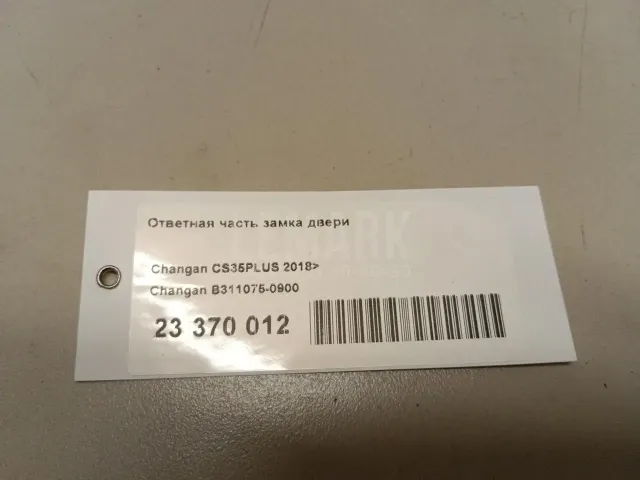 Ответная часть замка двери
Changan CS35PLUS 2018>
Changan B311075-0900
23 370 012